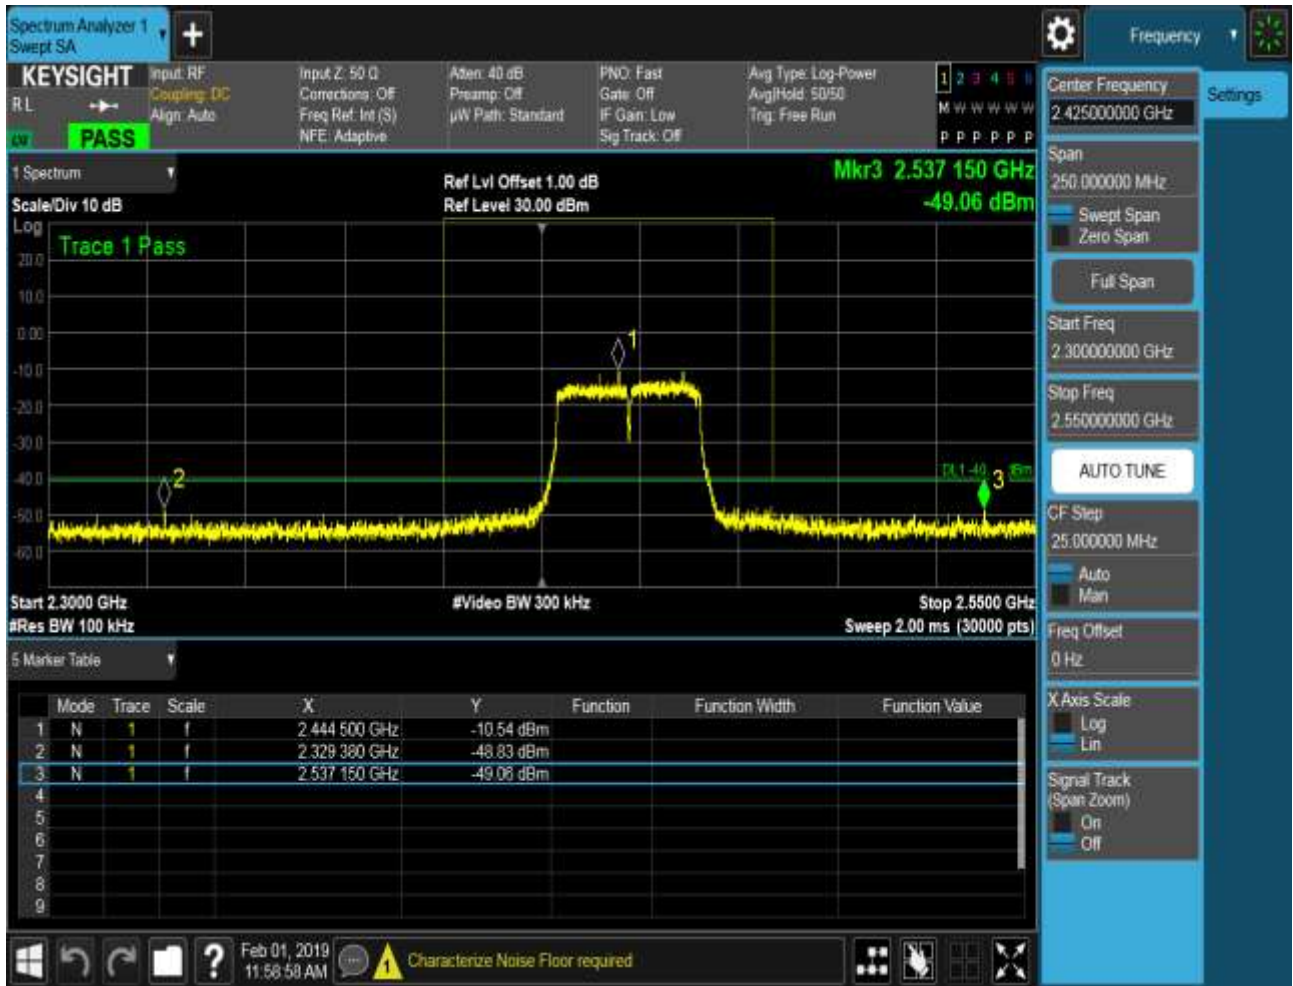 Spectrum Analyzer 1
Swept SA
+
Frequency
KEYSIGHT
R L
PASS
Input: RF
Coupling: DC
Align: Auto
Input Z: 50 Ω
Corrections: Off
Freq Ref: Int (S)
NFE: Adaptive
Atten: 40 dB
Preamp: Off
µW Path: Standard
PNO: Fast
Gate: Off
IF Gain: Low
Sig Track: Off
Avg Type: Log-Power
Avg|Hold: 50/50
Trig: Free Run
1 2 3 4 5 6
M W W W W W
P P P P P P
1 Spectrum
Scale/Div 10 dB
Ref Lvl Offset 1.00 dB
Ref Level 30.00 dBm
Mkr3 2.537 150 GHz
-49.06 dBm
Log
Trace 1 Pass
20.0
10.0
0.00
-10.0
-20.0
-30.0
-40.0
-50.0
-60.0
1
2
3
DL1 -40 dBm
Start 2.3000 GHz
#Video BW 300 kHz
Stop 2.5500 GHz
#Res BW 100 kHz
Sweep 2.00 ms (30000 pts)
5 Marker Table
Mode Trace Scale X Y Function Function Width Function Value
1 N 1 f 2.444 500 GHz -10.54 dBm
2 N 1 f 2.329 380 GHz -48.83 dBm
3 N 1 f 2.537 150 GHz -49.06 dBm
4
5
6
7
8
9
Center Frequency
2.425000000 GHz
Settings
Span
250.000000 MHz
Swept Span
Zero Span
Full Span
Start Freq
2.300000000 GHz
Stop Freq
2.550000000 GHz
AUTO TUNE
CF Step
25.000000 MHz
Auto
Man
Freq Offset
0 Hz
X Axis Scale
Log
Lin
Signal Track
(Span Zoom)
On
Off
?
Feb 01, 2019
11:58:58 AM
1
Characterize Noise Floor required